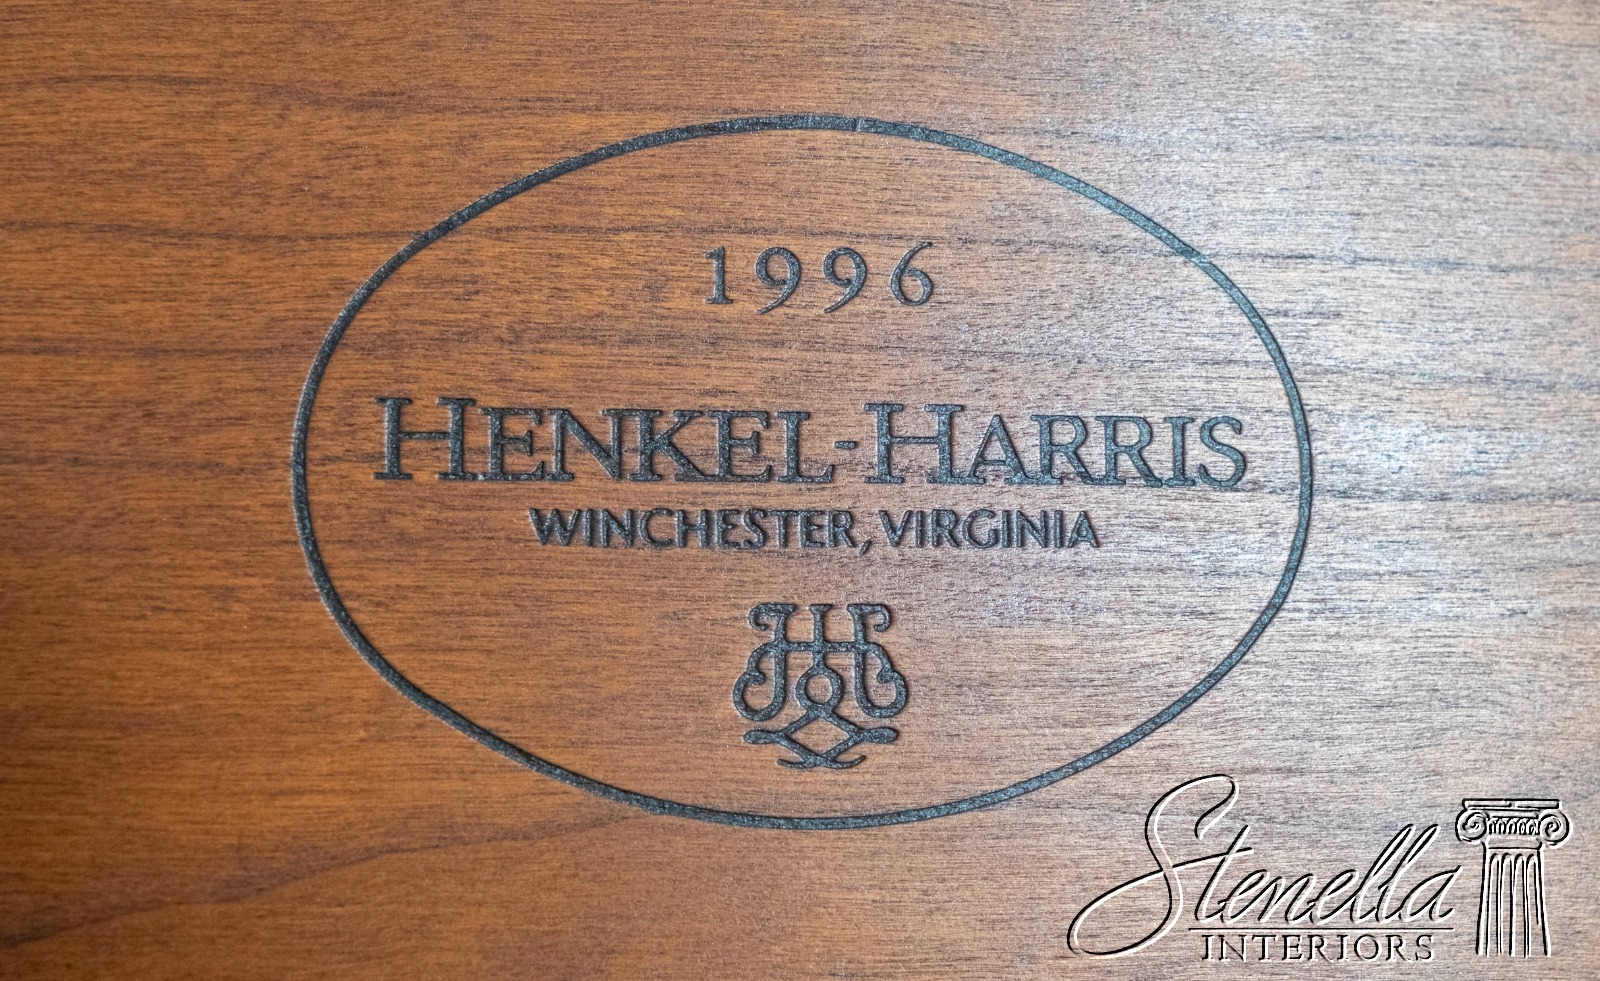 1996
HENKEL-HARRIS
WINCHESTER, VIRGINIA
Stenella
INTERIORS